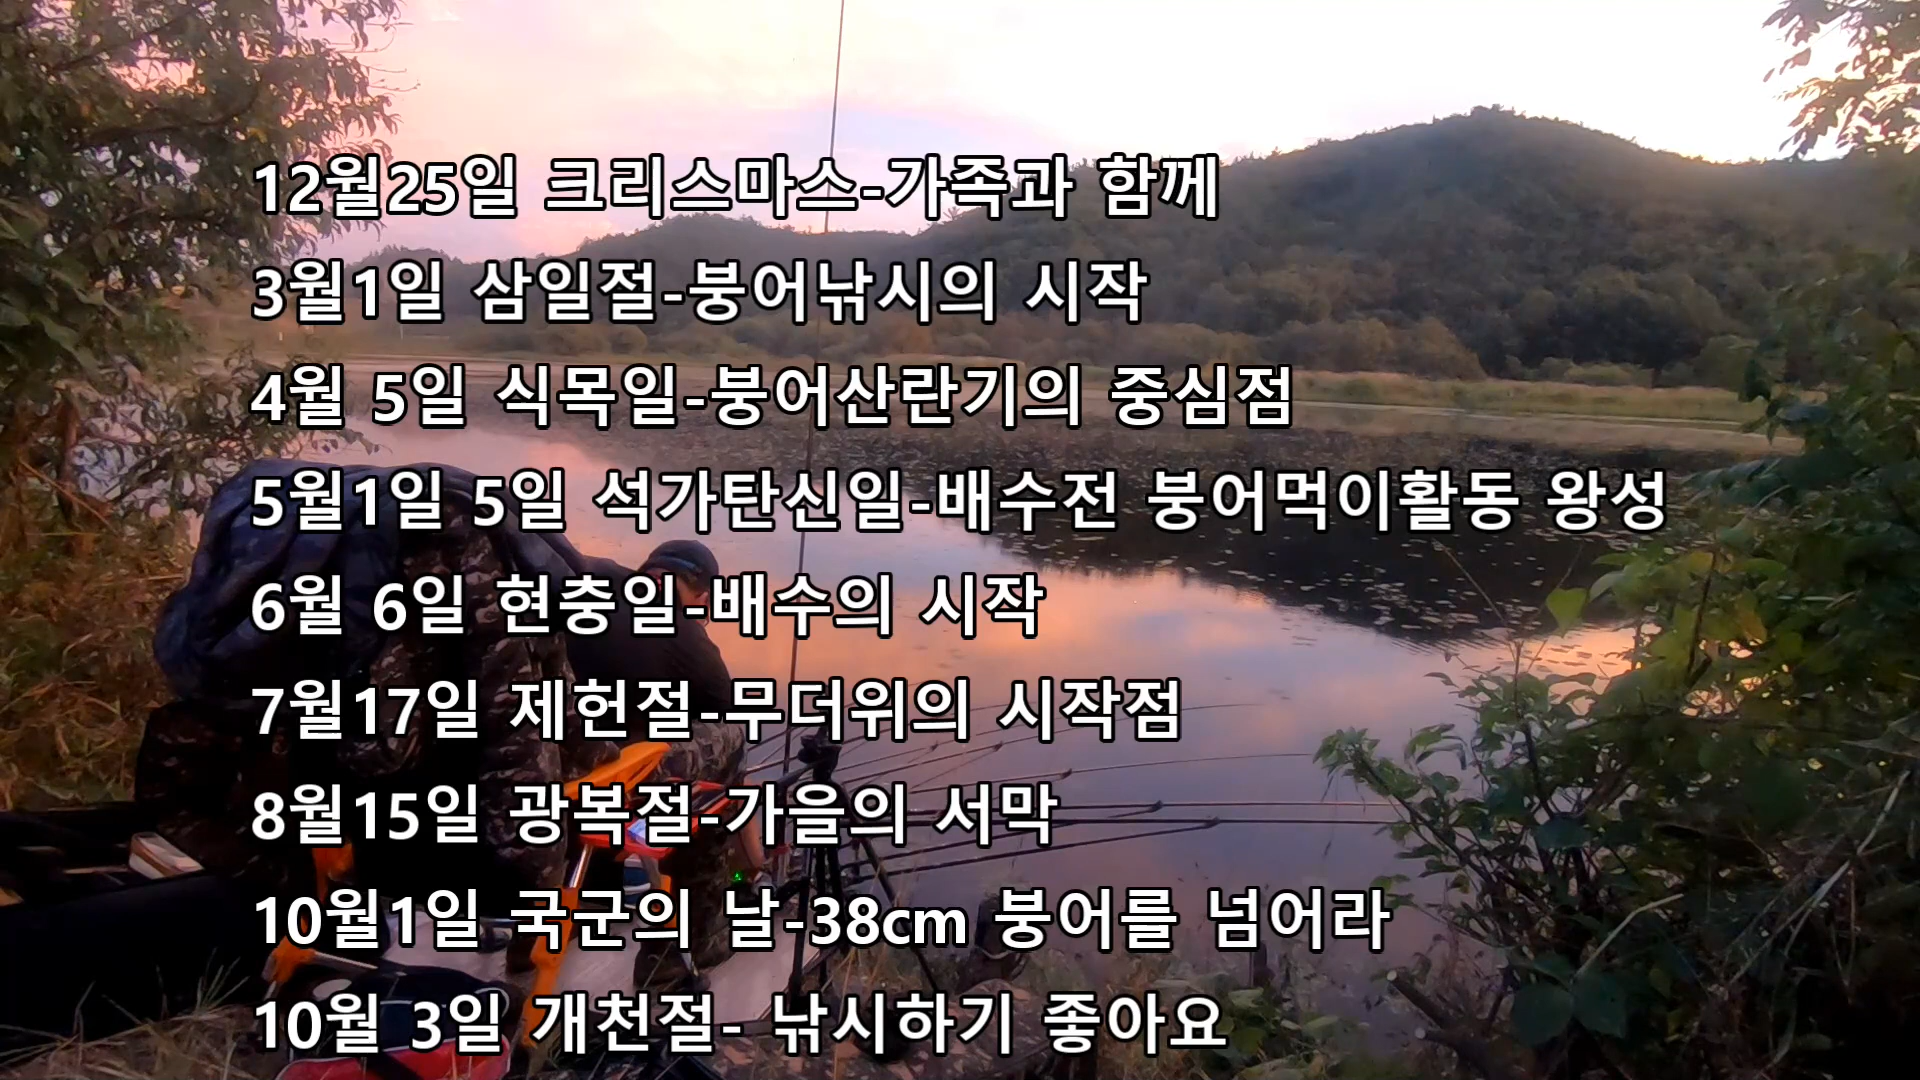 12월25일 크리스마스-가족과 함께
3월1일 삼일절-붕어낚시의 시작
4월 5일 식목일-붕어산란기의 중심점
5월1일 5일 석가탄신일-배수전 붕어먹이활동 왕성
6월 6일 현충일-배수의 시작
7월17일 제헌절-무더위의 시작점
8월15일 광복절-가을의 서막
10월1일 국군의 날-38cm 붕어를 넘어라
10월 3일 개천절- 낚시하기 좋아요